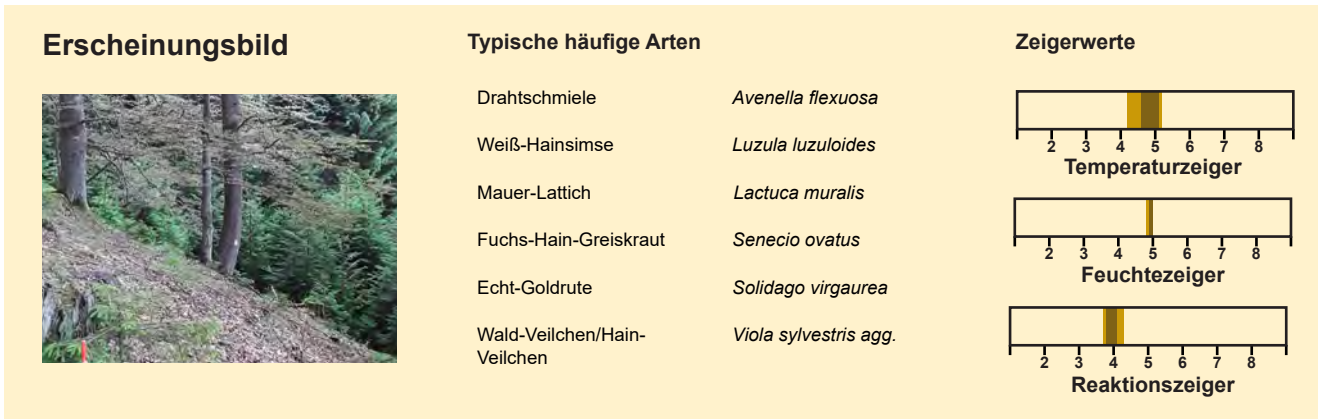 Erscheinungsbild
Typische häufige Arten
Drahtschmiele Avenella flexuosa
Weiß-Hainsimse Luzula luzuloides
Mauer-Lattich Lactuca muralis
Fuchs-Hain-Greiskraut Senecio ovatus
Echt-Goldrute Solidago virgaurea
Wald-Veilchen/Hain- Viola sylvestris agg.
Veilchen
Zeigerwerte
2 3 4 5 6 7 8
Temperaturzeiger
2 3 4 5 6 7 8
Feuchtezeiger
2 3 4 5 6 7 8
Reaktionszeiger